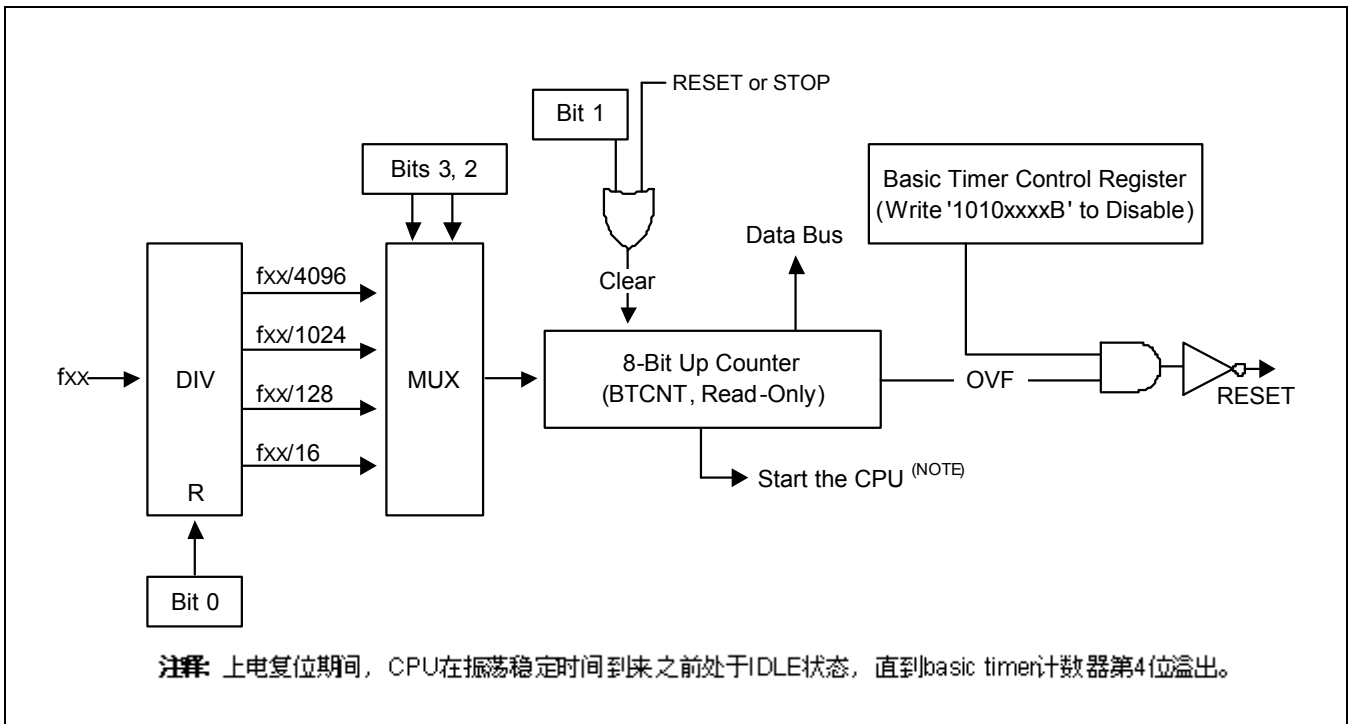 RESET or STOP
Bit 1
Bits 3, 2
Basic Timer Control Register
(Write '1010xxxxB' to Disable)
Data Bus
fxx/4096
Clear
fxx/1024
8-Bit Up Counter
(BTCNT, Read-Only)
fxx
DIV
MUX
OVF
RESET
fxx/128
fxx/16
R
Start the CPU (NOTE)
Bit 0
注释: 上电复位期间，CPU在振荡稳定时间到来之前处于IDLE状态，直到basic timer计数器第4位溢出。